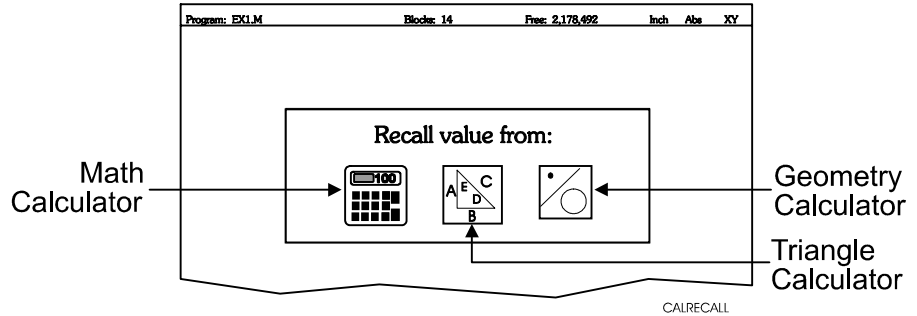 Program: EX1.M Blocks: 14 Free: 2,178,492 Inch Abs XY
Recall value from:
Math
Calculator
100
A E C
D
B
Geometry
Calculator
Triangle
Calculator
CALRECALL